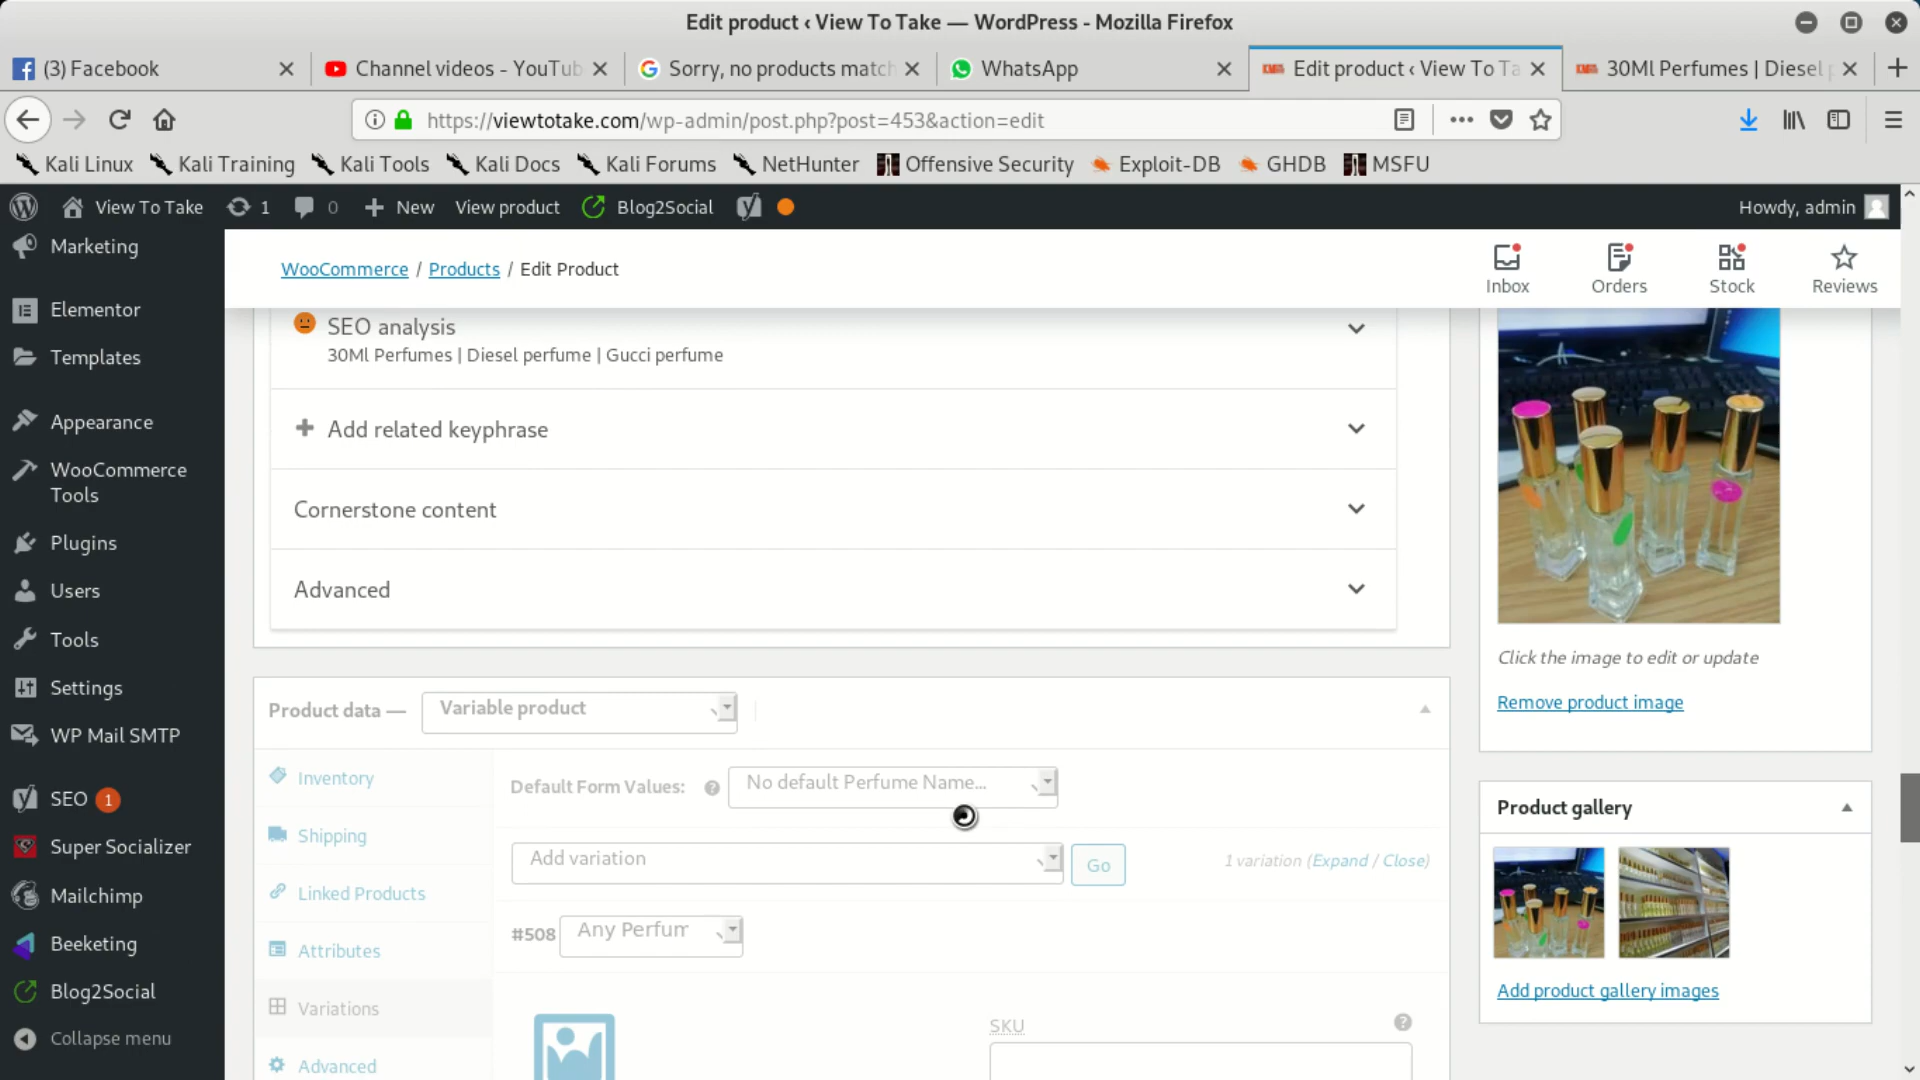 Edit product ‹ View To Take — WordPress - Mozilla Firefox
(3) Facebook
Channel videos - YouTub
Sorry, no products match
WhatsApp
Edit product ‹ View To Ta
30Ml Perfumes | Diesel p
https://viewtotake.com/wp-admin/post.php?post=453&action=edit
Kali Linux
Kali Training
Kali Tools
Kali Docs
Kali Forums
NetHunter
Offensive Security
Exploit-DB
GHDB
MSFU
View To Take
1
0
New
View product
Blog2Social
Howdy, admin
Marketing
Elementor
Templates
Appearance
WooCommerce
Tools
Plugins
Users
Tools
Settings
WP Mail SMTP
SEO 1
Super Socializer
Mailchimp
Beeketing
Blog2Social
Collapse menu
WooCommerce / Products / Edit Product
Inbox
Orders
Stock
Reviews
SEO analysis
30Ml Perfumes | Diesel perfume | Gucci perfume
Add related keyphrase
Cornerstone content
Advanced
Product data —
Variable product
Inventory
Shipping
Linked Products
Attributes
Variations
Advanced
Default Form Values:
No default Perfume Name...
Add variation
Go
1 variation (Expand / Close)
#508
Any Perfum
SKU
Click the image to edit or update
Remove product image
Product gallery
Add product gallery images